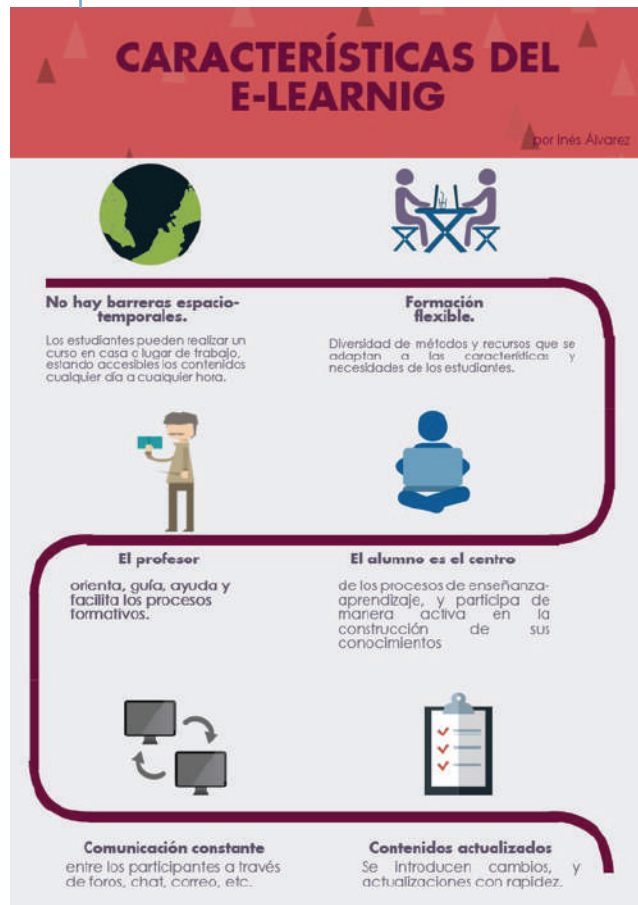 CARACTERÍSTICAS DEL
E-LEARNIG
por Inés Álvarez
No hay barreras espacio-
temporales.
Los estudiantes pueden realizar un
curso en casa o lugar de trabajo,
estando accesibles los contenidos
cualquier día a cualquier hora.
Formación
flexible.
Diversidad de métodos y recursos que se
adaptan a las características y
necesidades de los estudiantes.
El profesor
orienta, guía, ayuda y
facilita los procesos
formativos.
El alumno es el centro
de los procesos de enseñanza-
aprendizaje, y participa de
manera activa en la
construcción de sus
conocimientos
Comunicación constante
entre los participantes a través
de foros, chat, correo, etc.
Contenidos actualizados
Se introducen cambios, y
actualizaciones con rapidez.